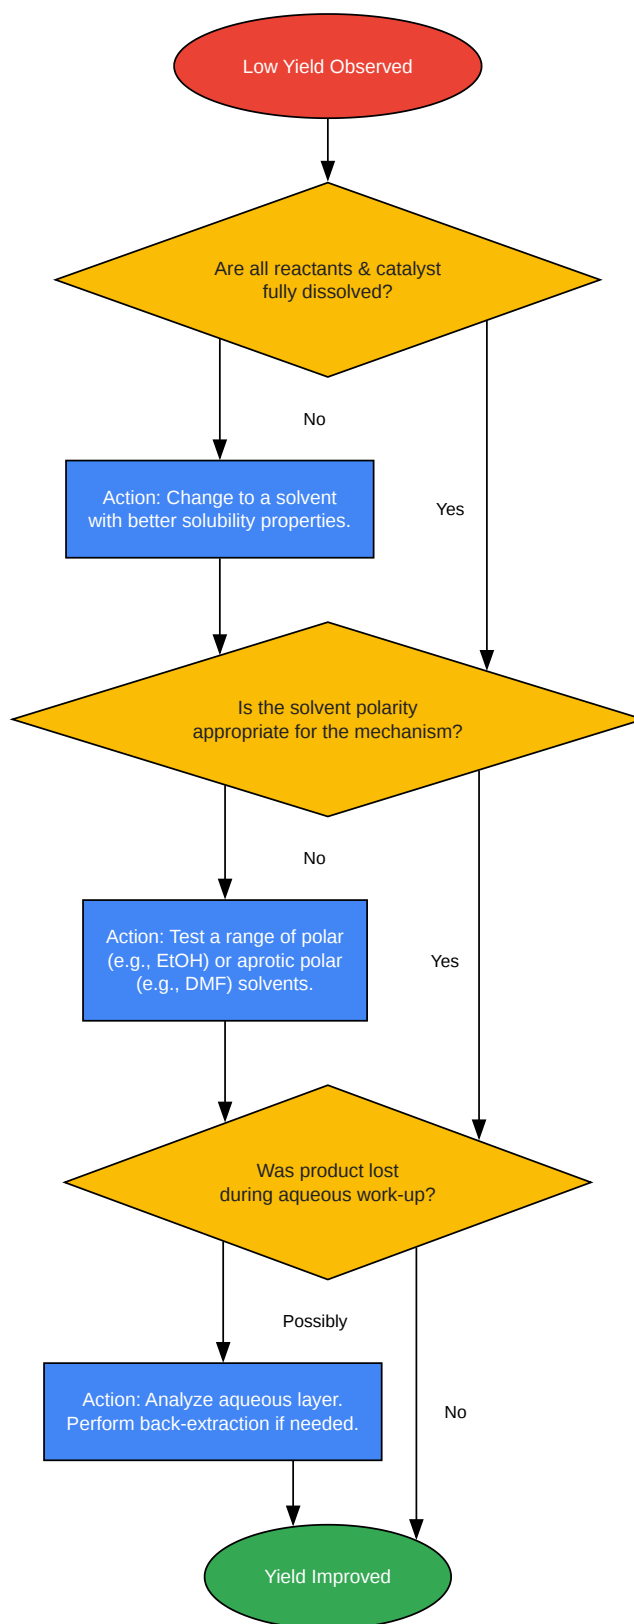 Low Yield Observed
Are all reactants & catalyst
fully dissolved?
No
Action: Change to a solvent
with better solubility properties.
Yes
Is the solvent polarity
appropriate for the mechanism?
No
Action: Test a range of polar
(e.g., EtOH) or aprotic polar
(e.g., DMF) solvents.
Yes
Was product lost
during aqueous work-up?
Possibly
Action: Analyze aqueous layer.
Perform back-extraction if needed.
No
Yield Improved